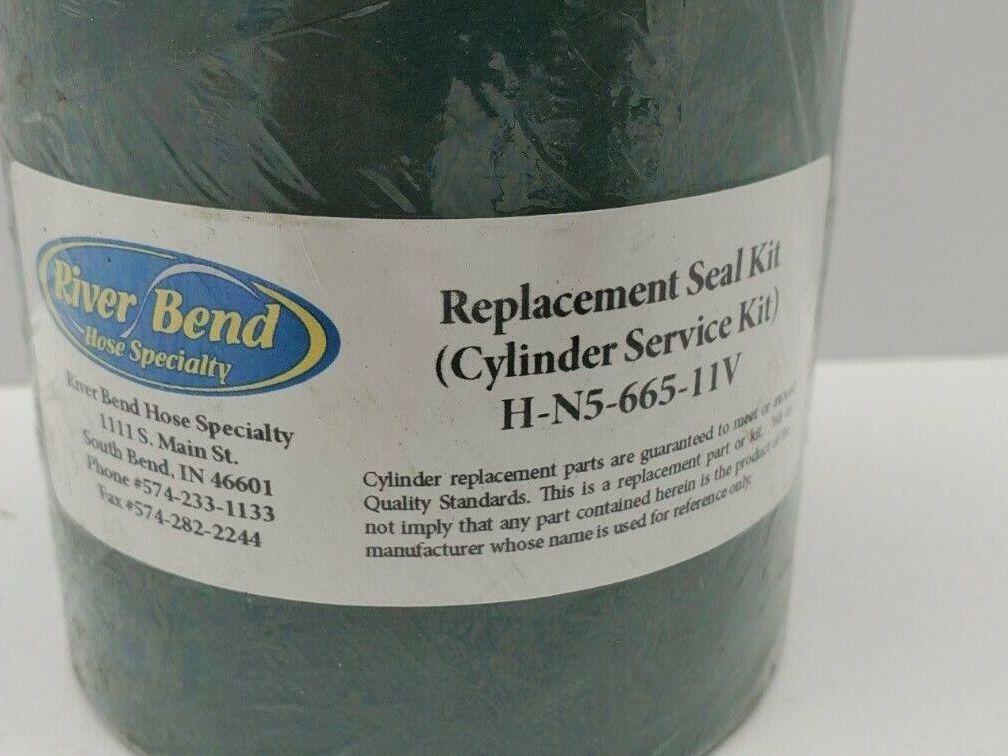 River Bend
Hose Specialty
River Bend Hose Specialty
1111 S. Main St.
South Bend, IN 46601
Phone #574-233-1133
Fax #574-282-2244
Replacement Seal Kit
(Cylinder Service Kit)
H-N5-665-11V
Cylinder replacement parts are guaranteed to meet or exceed
Quality Standards. This is a replacement part or kit. We do
not imply that any part contained herein is the product of the
manufacturer whose name is used for reference only.